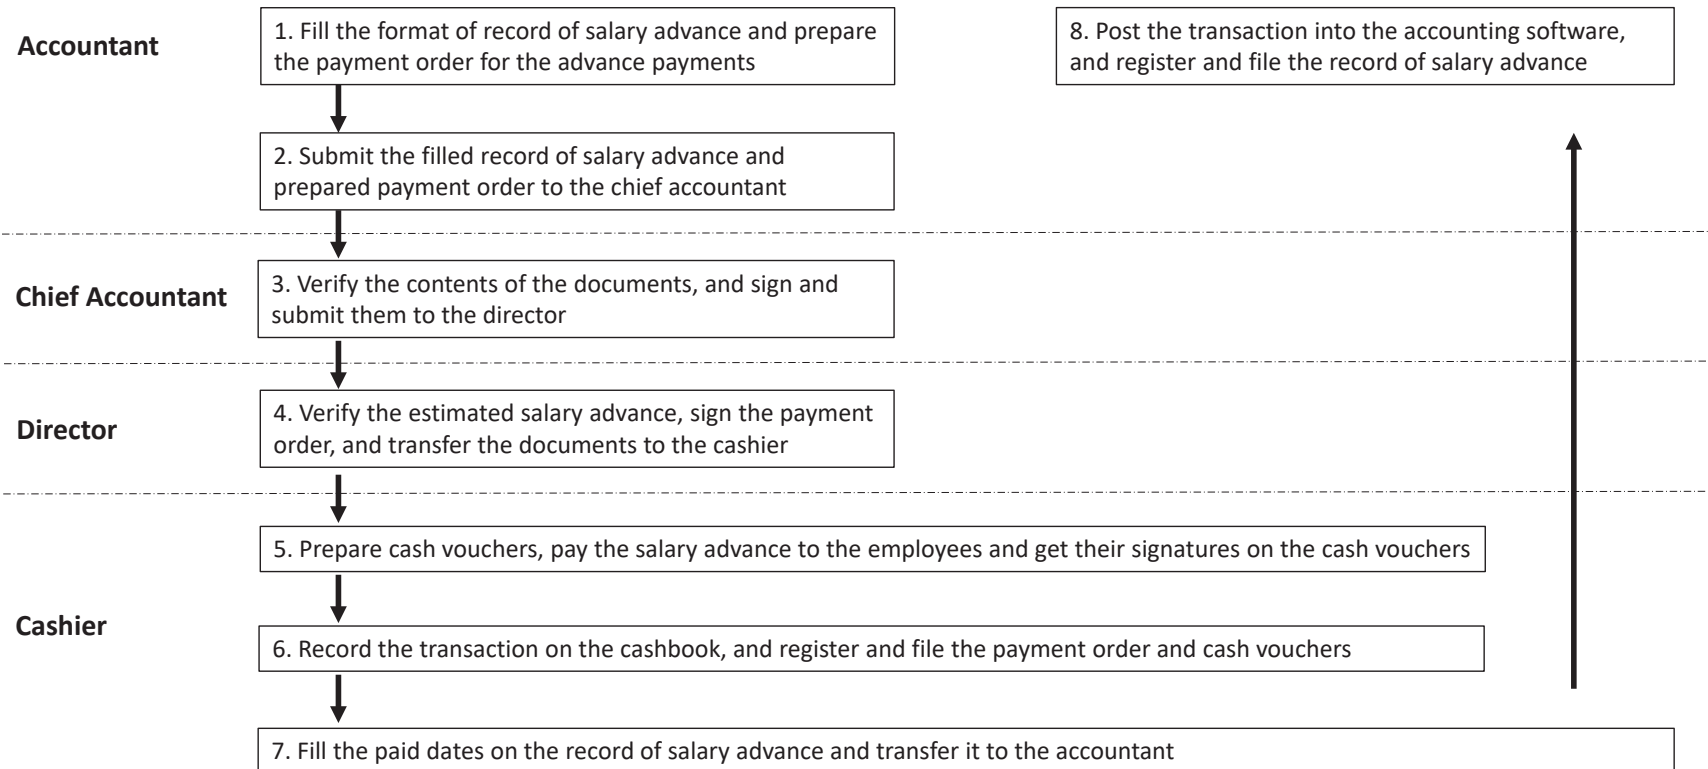 Accountant
1. Fill the format of record of salary advance and prepare
the payment order for the advance payments
8. Post the transaction into the accounting software,
and register and file the record of salary advance
2. Submit the filled record of salary advance and
prepared payment order to the chief accountant
Chief Accountant
3. Verify the contents of the documents, and sign and
submit them to the director
Director
4. Verify the estimated salary advance, sign the payment
order, and transfer the documents to the cashier
5. Prepare cash vouchers, pay the salary advance to the employees and get their signatures on the cash vouchers
Cashier
6. Record the transaction on the cashbook, and register and file the payment order and cash vouchers
7. Fill the paid dates on the record of salary advance and transfer it to the accountant